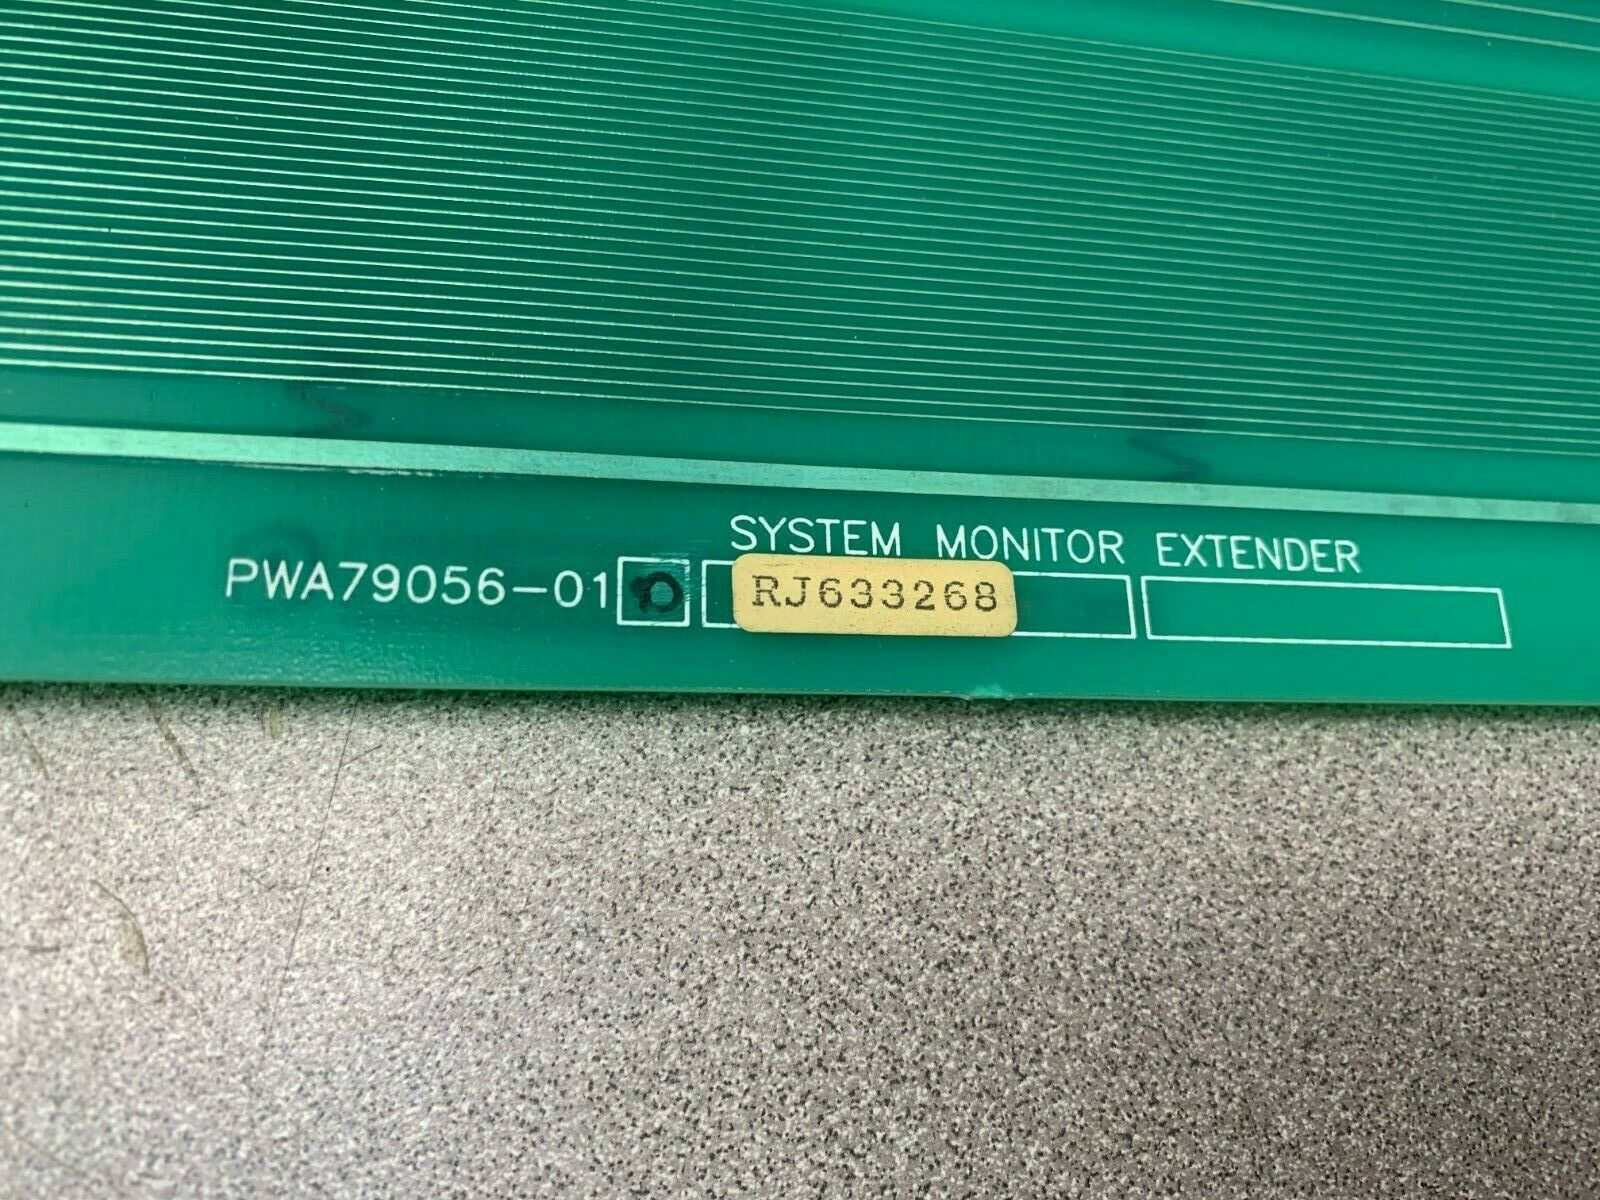 SYSTEM MONITOR EXTENDER
PWA79056-01 RJ633268